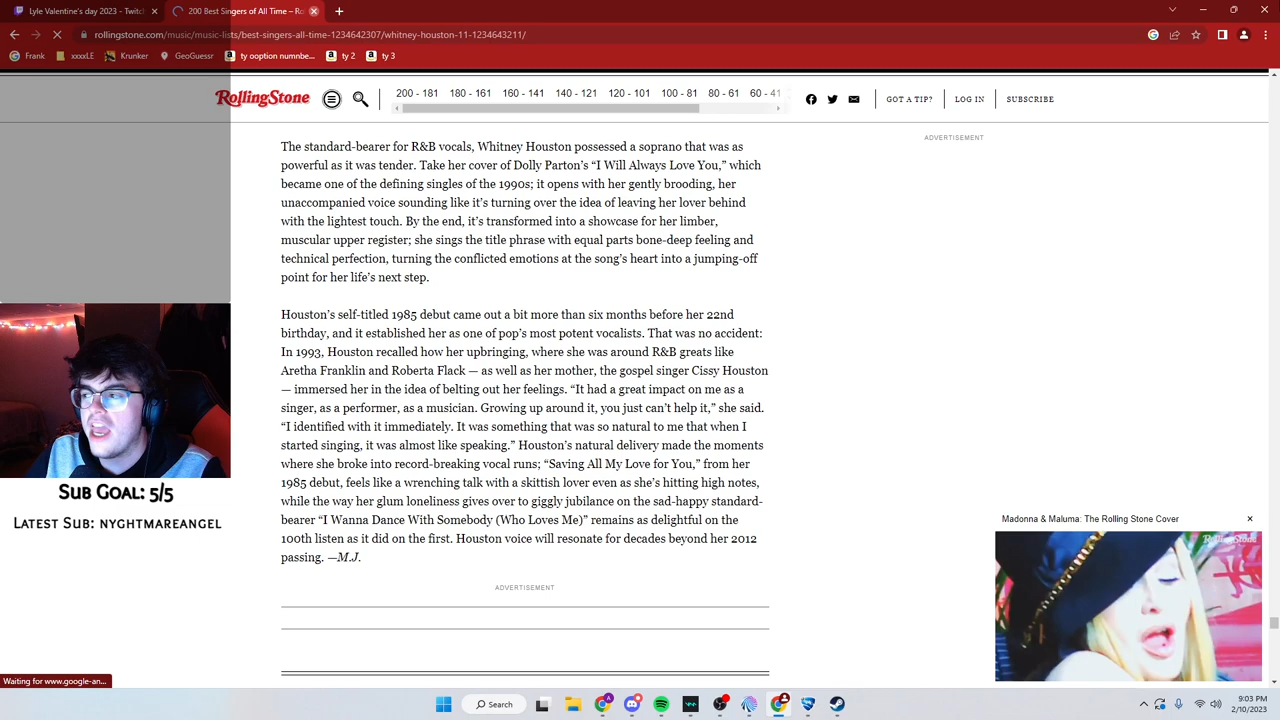 Lyle Valentine's day 2023 - Twitc
200 Best Singers of All Time – Ro
rollingstone.com/music/music-lists/best-singers-all-time-1234642307/whitney-houston-11-1234643211/
Frank
xxxxLE
Krunker
GeoGuessr
ty ooption numnbe...
ty 2
ty 3
RollingStone
200 - 181
180 - 161
160 - 141
140 - 121
120 - 101
100 - 81
80 - 61
60 - 41
GOT A TIP?
LOG IN
SUBSCRIBE
ADVERTISEMENT
The standard-bearer for R&B vocals, Whitney Houston possessed a soprano that was as
powerful as it was tender. Take her cover of Dolly Parton's “I Will Always Love You,” which
became one of the defining singles of the 1990s; it opens with her gently brooding, her
unaccompanied voice sounding like it's turning over the idea of leaving her lover behind
with the lightest touch. By the end, it's transformed into a showcase for her limber,
muscular upper register; she sings the title phrase with equal parts bone-deep feeling and
technical perfection, turning the conflicted emotions at the song's heart into a jumping-off
point for her life's next step.
Houston's self-titled 1985 debut came out a bit more than six months before her 22nd
birthday, and it established her as one of pop's most potent vocalists. That was no accident:
In 1993, Houston recalled how her upbringing, where she was around R&B greats like
Aretha Franklin and Roberta Flack — as well as her mother, the gospel singer Cissy Houston
— immersed her in the idea of belting out her feelings. “It had a great impact on me as a
singer, as a performer, as a musician. Growing up around it, you just can't help it,” she said.
“I identified with it immediately. It was something that was so natural to me that when I
started singing, it was almost like speaking.” Houston's natural delivery made the moments
where she broke into record-breaking vocal runs; “Saving All My Love for You,” from her
1985 debut, feels like a wrenching talk with a skittish lover even as she's hitting high notes,
while the way her glum loneliness gives over to giggly jubilance on the sad-happy standard-
bearer “I Wanna Dance With Somebody (Who Loves Me)” remains as delightful on the
100th listen as it did on the first. Houston voice will resonate for decades beyond her 2012
passing. —M.J.
ADVERTISEMENT
Sub Goal: 5/5
Latest Sub: nyghtmareangel
Madonna & Maluma: The Rolling Stone Cover
RollingStone
Waiting for www.google-an...
Search
9:03 PM
2/10/2023